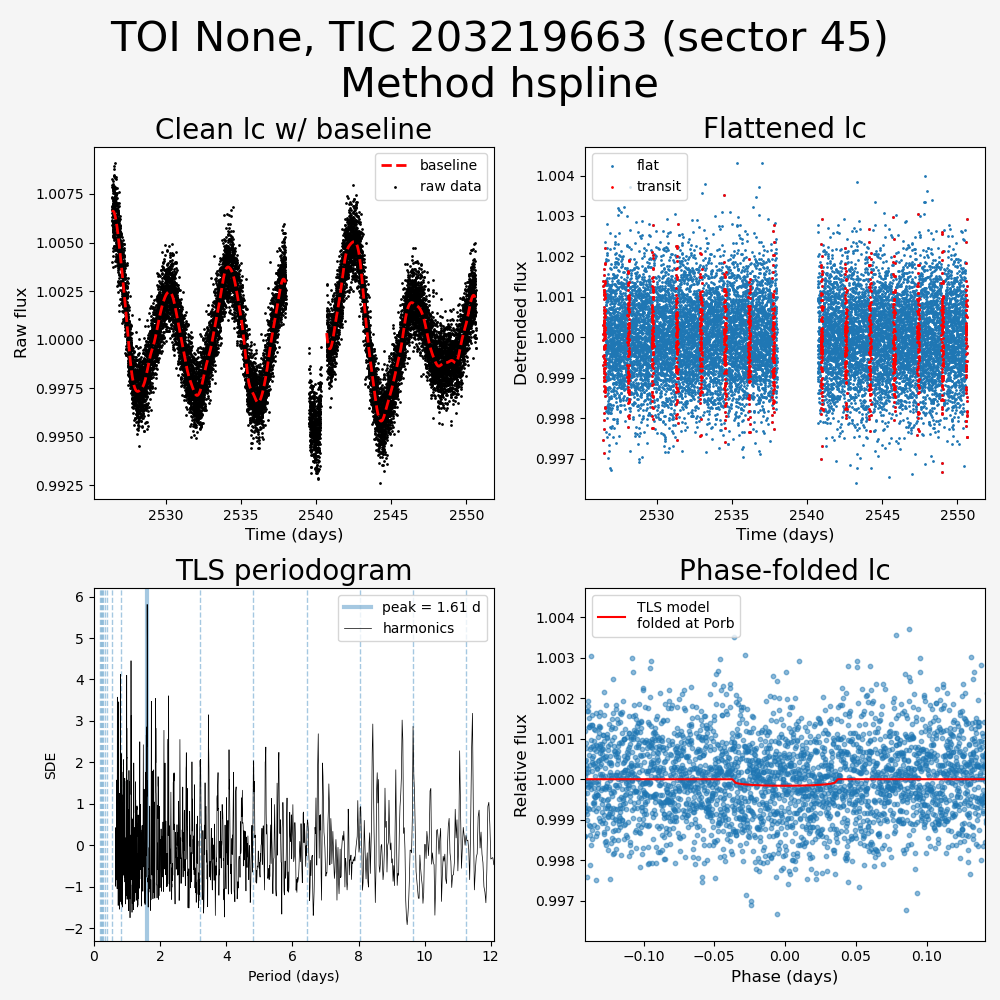 TOI None, TIC 203219663 (sector 45)
Method hspline
Clean lc w/ baseline
baseline
raw data
1.0075
1.0050
1.0025
1.0000
0.9975
0.9950
0.9925
Raw flux
2530
2535
2540
2545
2550
Time (days)
Flattened lc
flat
transit
1.004
1.003
1.002
1.001
1.000
0.999
0.998
0.997
Detrended flux
2530
2535
2540
2545
2550
Time (days)
TLS periodogram
peak = 1.61 d
harmonics
6
5
4
3
2
1
0
−1
−2
SDE
0
2
4
6
8
10
12
Period (days)
Phase-folded lc
TLS model
folded at Porb
1.004
1.003
1.002
1.001
1.000
0.999
0.998
0.997
Relative flux
−0.10
−0.05
0.00
0.05
0.10
Phase (days)